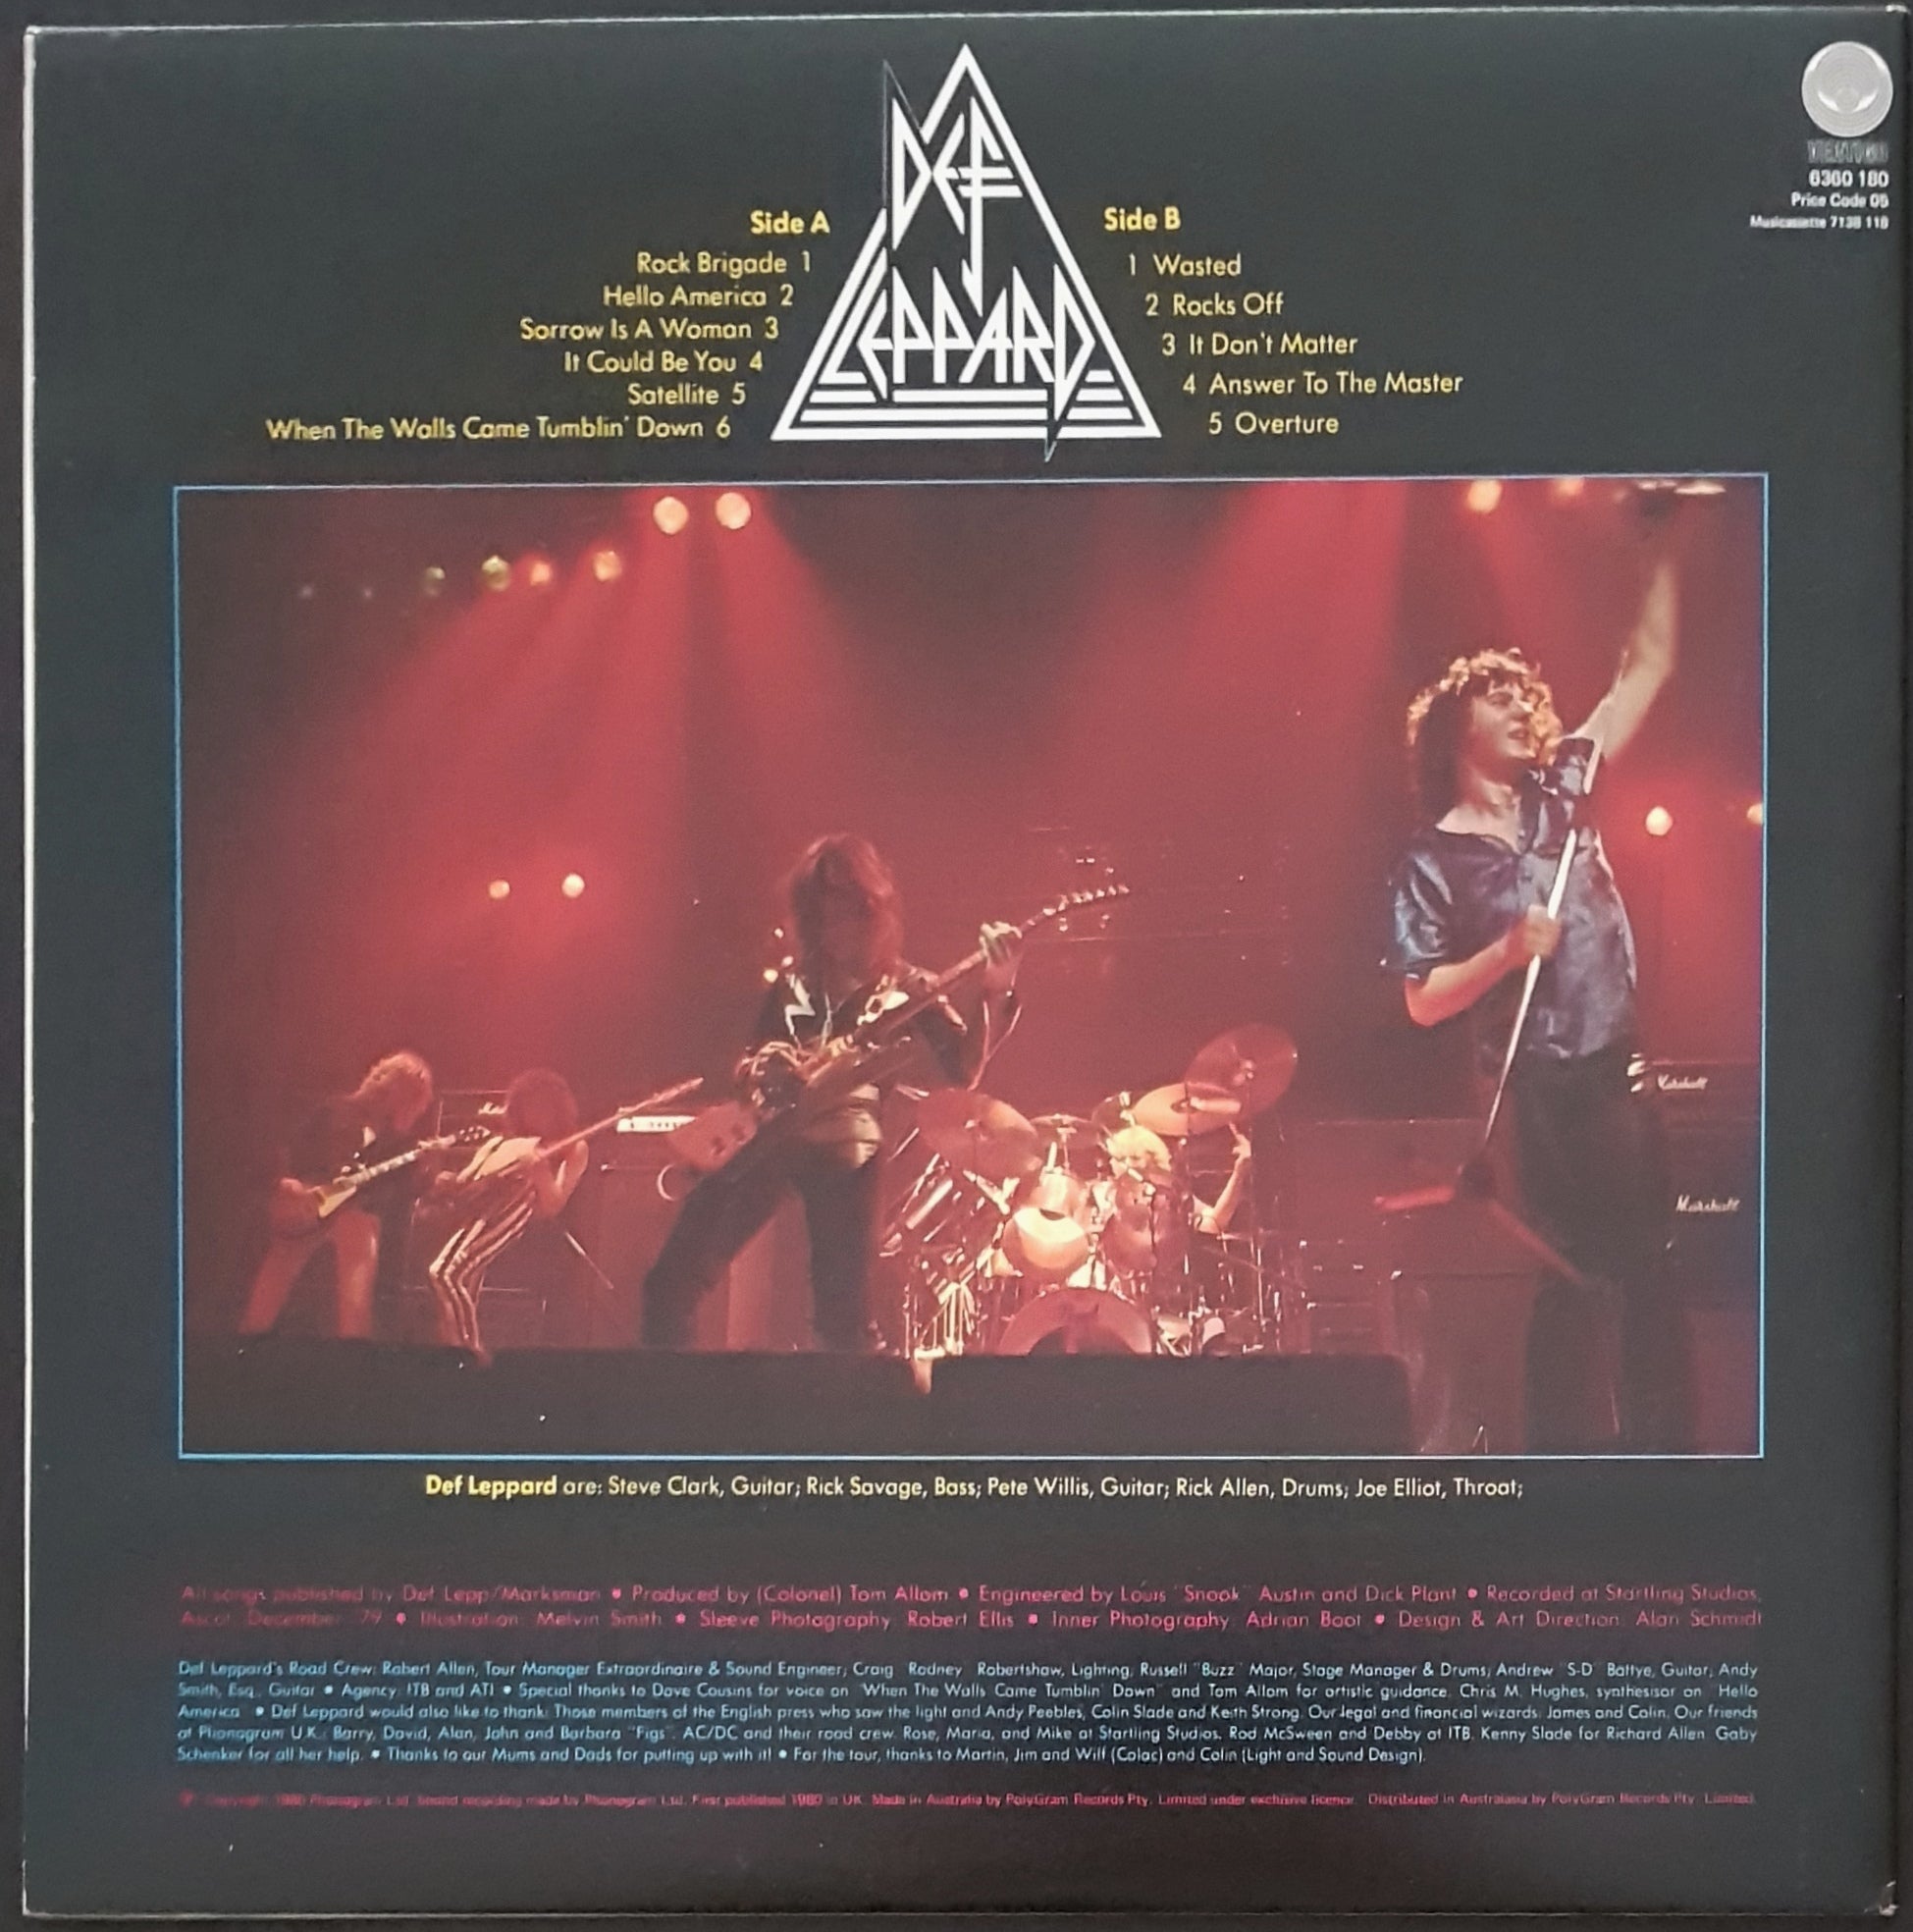 DEF
LEPPARD
VERTIGO
6360 180
Price Code 05
Musicassette 7138 116
Side A
Rock Brigade 1
Hello America 2
Sorrow Is A Woman 3
It Could Be You 4
Satellite 5
When The Walls Came Tumblin' Down 6
Side B
1 Wasted
2 Rocks Off
3 It Don't Matter
4 Answer To The Master
5 Overture
Marshall
Marshall
Def Leppard are: Steve Clark, Guitar; Rick Savage, Bass; Pete Willis, Guitar; Rick Allen, Drums; Joe Elliot, Throat;
All songs published by Def Lepp/Marksman • Produced by (Colonel) Tom Allom • Engineered by Louis "Snook" Austin and Dick Plant • Recorded at Startling Studios,
Ascot, December '79 • Illustration: Melvin Smith • Sleeve Photography: Robert Ellis • Inner Photography: Adrian Boot • Design & Art Direction: Alan Schmidt
Def Leppard's Road Crew: Robert Allen, Tour Manager Extraordinaire & Sound Engineer; Craig "Rodney" Robertshaw, Lighting; Russell "Buzz" Major, Stage Manager & Drums; Andrew "S-D" Battye, Guitar; Andy
Smith, Esq., Guitar • Agency: ITB and ATI • Special thanks to Dave Cousins for voice on "When The Walls Came Tumblin' Down" and Tom Allom for artistic guidance. Chris M. Hughes, synthesisor on "Hello
America" • Def Leppard would also like to thank: Those members of the English press who saw the light and Andy Peebles, Colin Slade and Keith Strong. Our legal and financial wizards: James and Colin. Our friends
at Phonogram U.K.: Barry, David, Alan, John and Barbara "Figs". AC/DC and their road crew. Rose, Maria, and Mike at Startling Studios. Rod McSween and Debby at ITB. Kenny Slade for Richard Allen. Gaby
Schenker for all her help. • Thanks to our Mums and Dads for putting up with it! • For the tour, thanks to Martin, Jim and Wilf (Colac) and Colin (Light and Sound Design).
℗ Copyright 1980 Phonogram Ltd. Sound recording made by Phonogram Ltd. First published 1980 in UK. Made in Australia by PolyGram Records Pty. Limited under exclusive licence. Distributed in Australasia by PolyGram Records Pty. Limited.